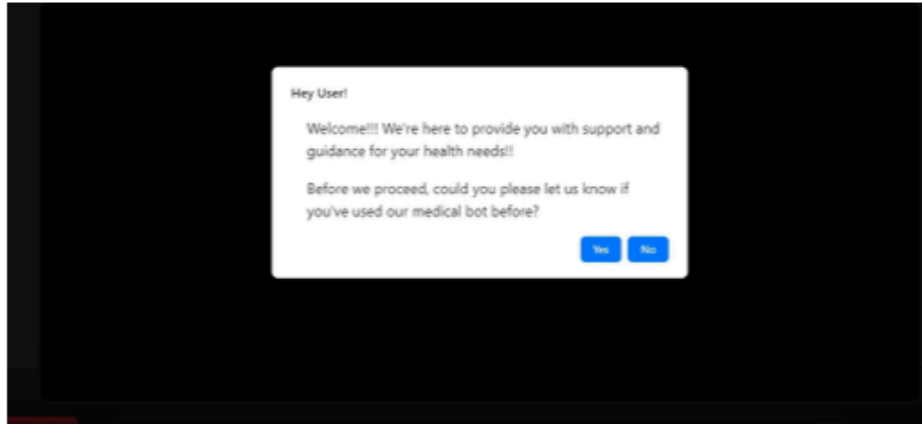 Hey User!
Welcome!!! We're here to provide you with support and
guidance for your health needs!!
Before we proceed, could you please let us know if
you've used our medical bot before?
Yes No